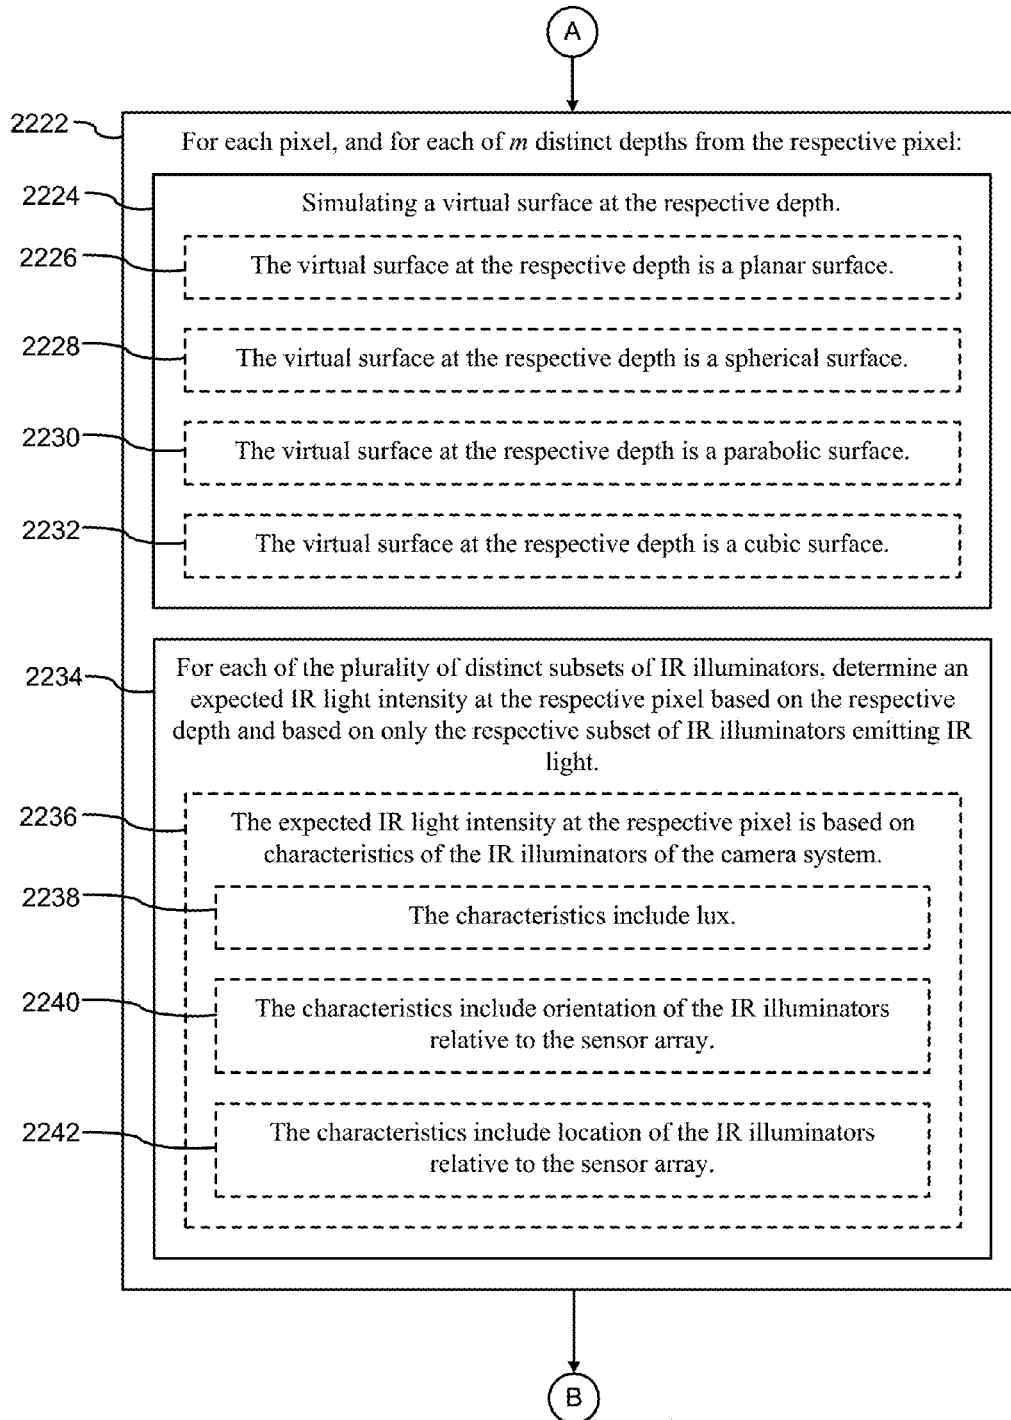 A
2222
For each pixel, and for each of m distinct depths from the respective pixel:
2224
Simulating a virtual surface at the respective depth.
2226
The virtual surface at the respective depth is a planar surface.
2228
The virtual surface at the respective depth is a spherical surface.
2230
The virtual surface at the respective depth is a parabolic surface.
2232
The virtual surface at the respective depth is a cubic surface.
2234
For each of the plurality of distinct subsets of IR illuminators, determine an
expected IR light intensity at the respective pixel based on the respective
depth and based on only the respective subset of IR illuminators emitting IR
light.
2236
The expected IR light intensity at the respective pixel is based on
characteristics of the IR illuminators of the camera system.
2238
The characteristics include lux.
2240
The characteristics include orientation of the IR illuminators
relative to the sensor array.
2242
The characteristics include location of the IR illuminators
relative to the sensor array.
B